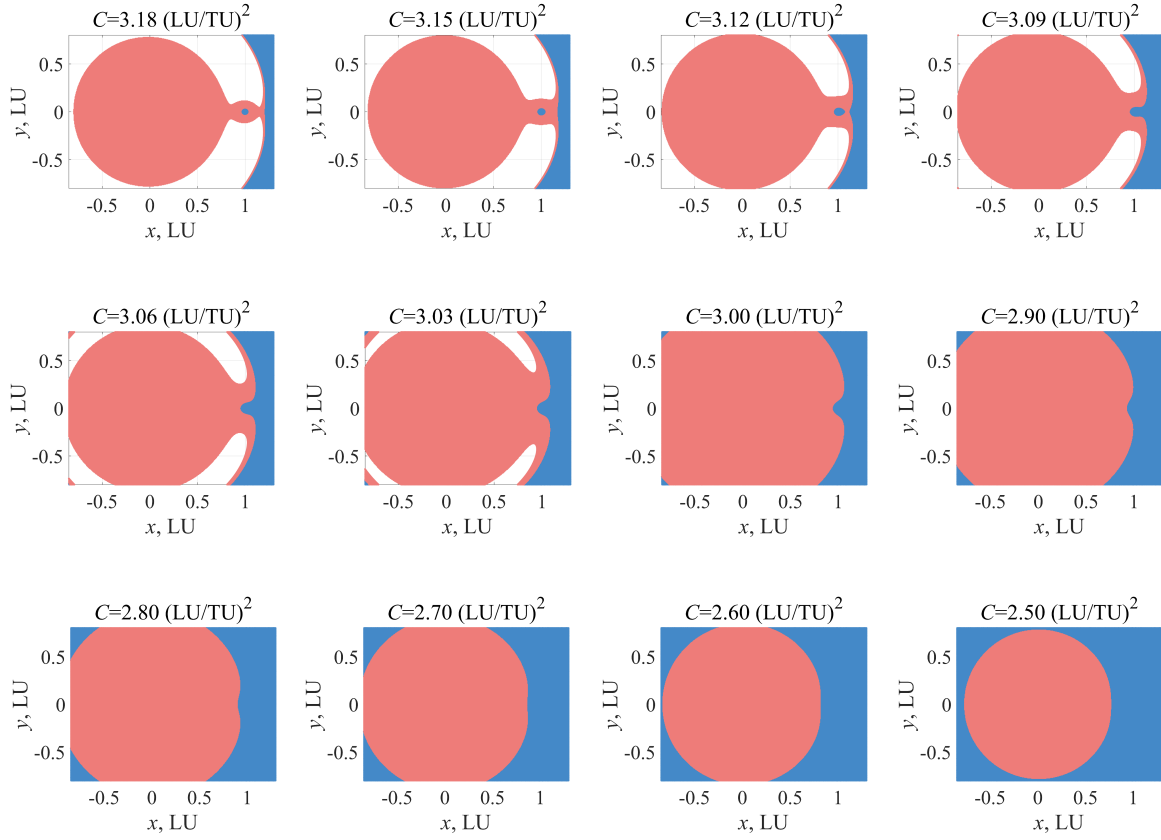 C=3.18 (LU/TU)² C=3.15 (LU/TU)² C=3.12 (LU/TU)² C=3.09 (LU/TU)²
0.5 0.5 0.5 0.5
y, LU y, LU y, LU y, LU
0 0 0 0
-0.5 -0.5 -0.5 -0.5
-0.5 0 0.5 1 -0.5 0 0.5 1 -0.5 0 0.5 1 -0.5 0 0.5 1
x, LU x, LU x, LU x, LU
C=3.06 (LU/TU)² C=3.03 (LU/TU)² C=3.00 (LU/TU)² C=2.90 (LU/TU)²
0.5 0.5 0.5 0.5
y, LU y, LU y, LU y, LU
0 0 0 0
-0.5 -0.5 -0.5 -0.5
-0.5 0 0.5 1 -0.5 0 0.5 1 -0.5 0 0.5 1 -0.5 0 0.5 1
x, LU x, LU x, LU x, LU
C=2.80 (LU/TU)² C=2.70 (LU/TU)² C=2.60 (LU/TU)² C=2.50 (LU/TU)²
0.5 0.5 0.5 0.5
y, LU y, LU y, LU y, LU
0 0 0 0
-0.5 -0.5 -0.5 -0.5
-0.5 0 0.5 1 -0.5 0 0.5 1 -0.5 0 0.5 1 -0.5 0 0.5 1
x, LU x, LU x, LU x, LU